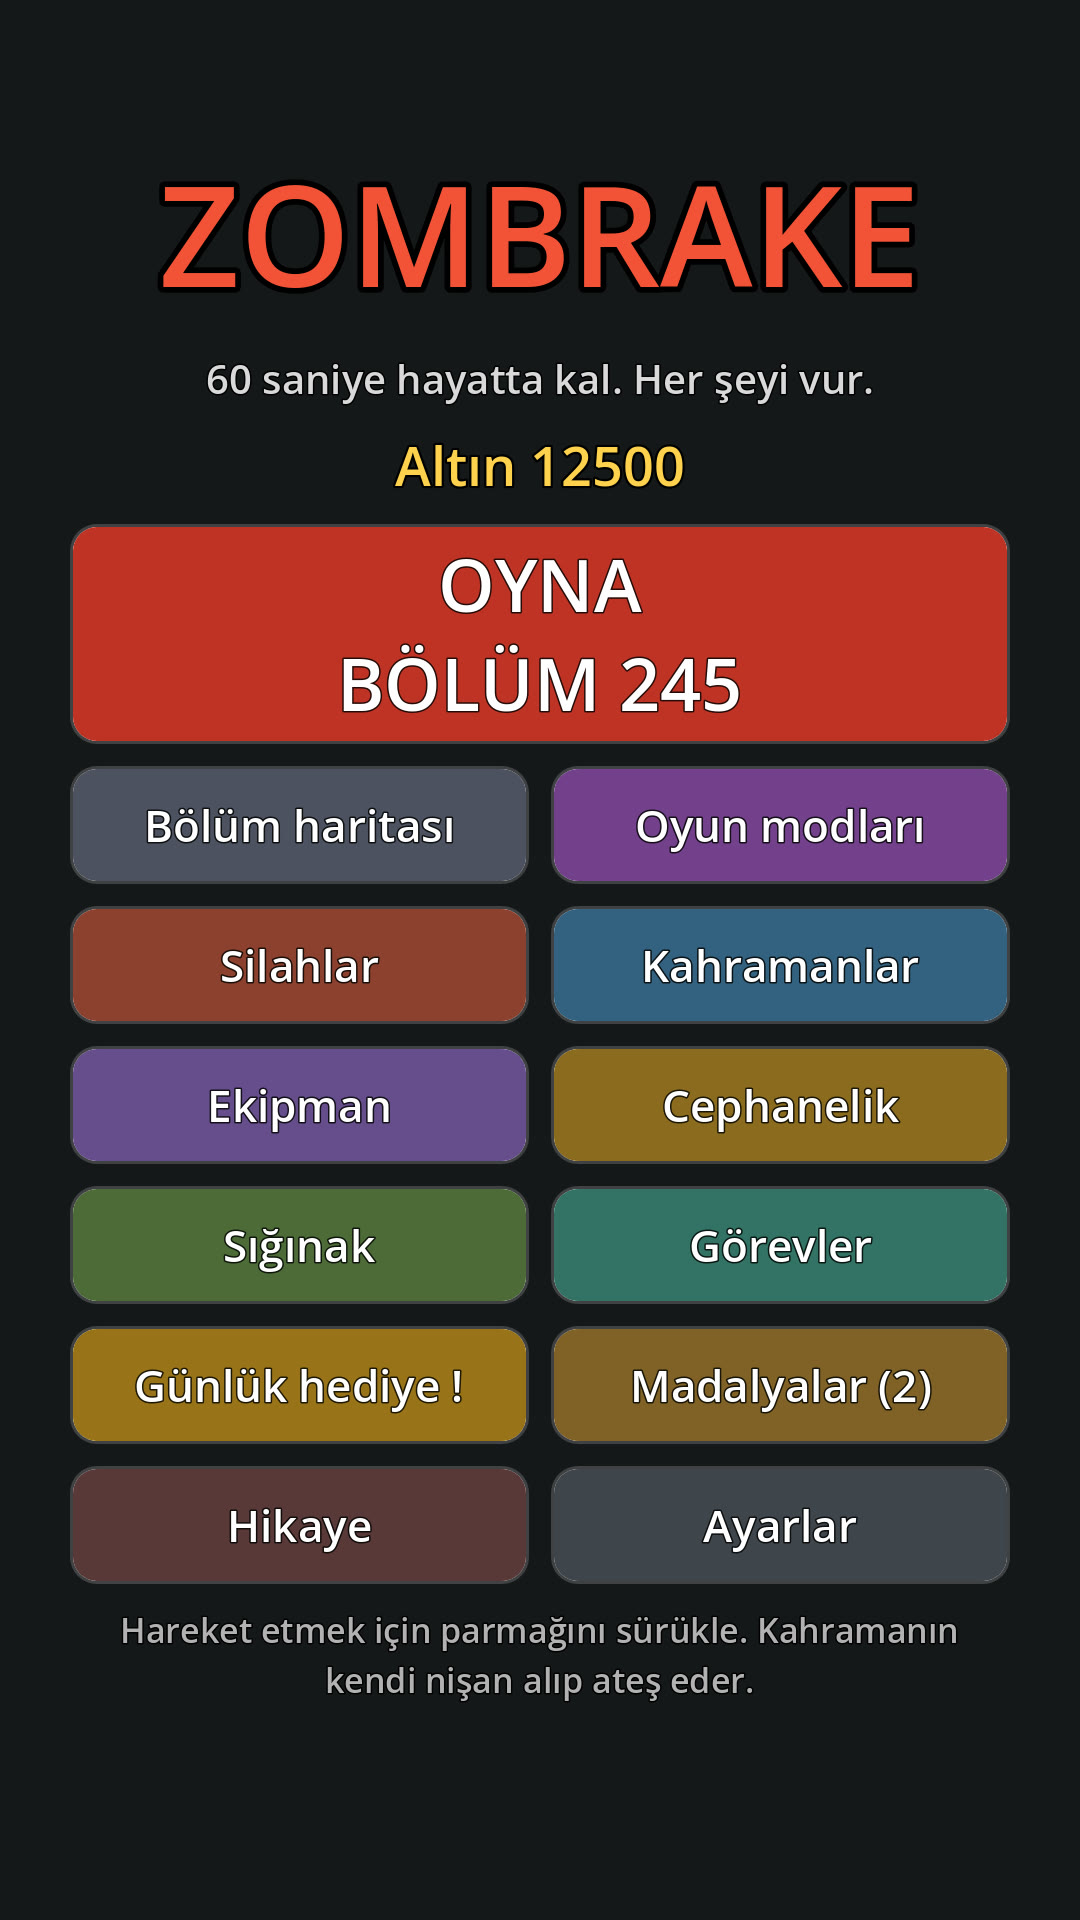 ZOMBRAKE
60 saniye hayatta kal. Her şeyi vur.
Altın 12500
OYNA
BÖLÜM 245
Bölüm haritası
Oyun modları
Silahlar
Kahramanlar
Ekipman
Cephanelik
Sığınak
Görevler
Günlük hediye !
Madalyalar (2)
Hikaye
Ayarlar
Hareket etmek için parmağını sürükle. Kahramanın
kendi nişan alıp ateş eder.